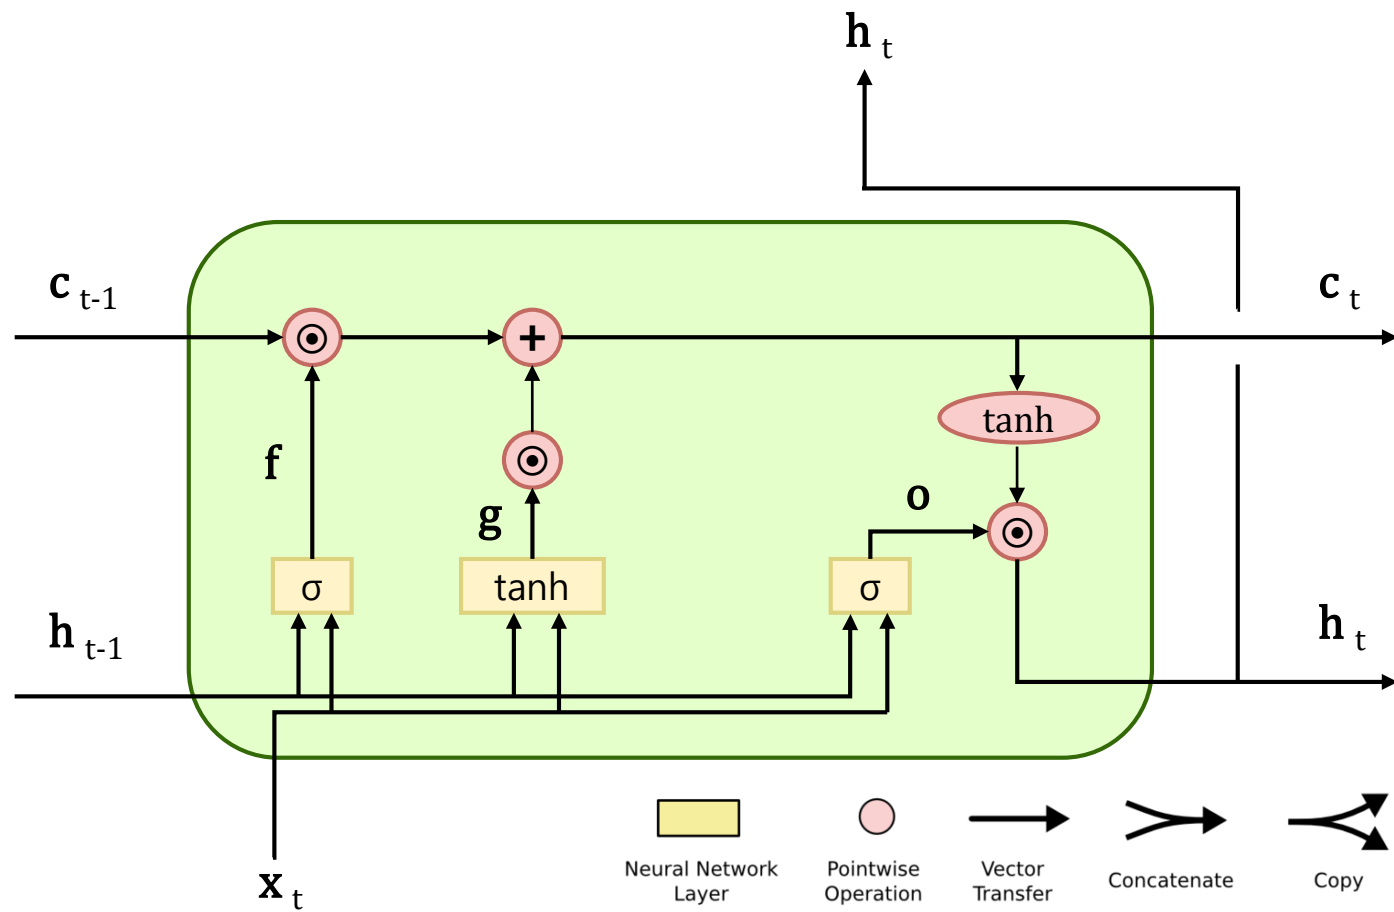 h t
c t-1
c t
+
tanh
f
o
g
σ
tanh
σ
h t-1
h t
x t
Neural Network
Layer
Pointwise
Operation
Vector
Transfer
Concatenate
Copy